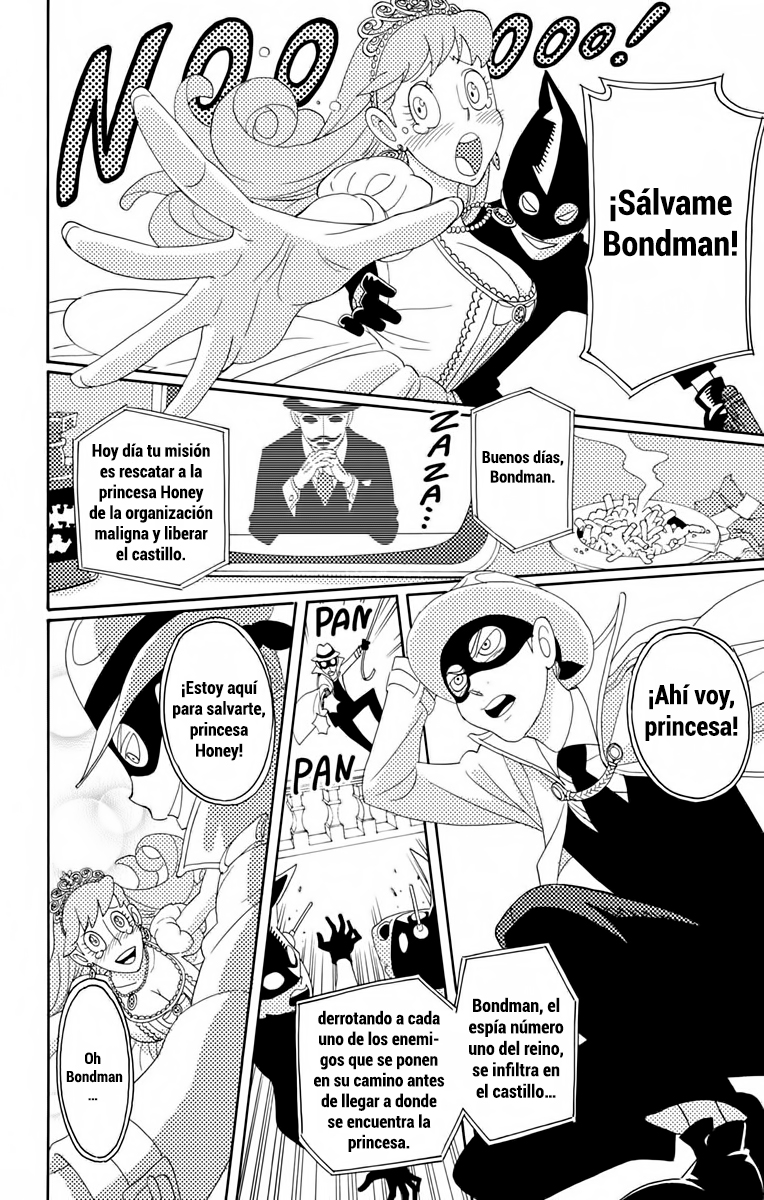 NOO OOOO!
¡Sálvame
Bondman!
Buenos días,
Bondman.
ZAZAZA...
Hoy día tu misión
es rescatar a la
princesa Honey
de la organización
maligna y liberar
el castillo.
¡Ahí voy,
princesa!
PAN
PAN
Bondman, el
espía número
uno del reino,
se infiltra en
el castillo...
derrotando a cada
uno de los enemi-
gos que se ponen
en su camino antes
de llegar a donde
se encuentra la
princesa.
¡Estoy aquí
para salvarte,
princesa
Honey!
Oh
Bondman
...